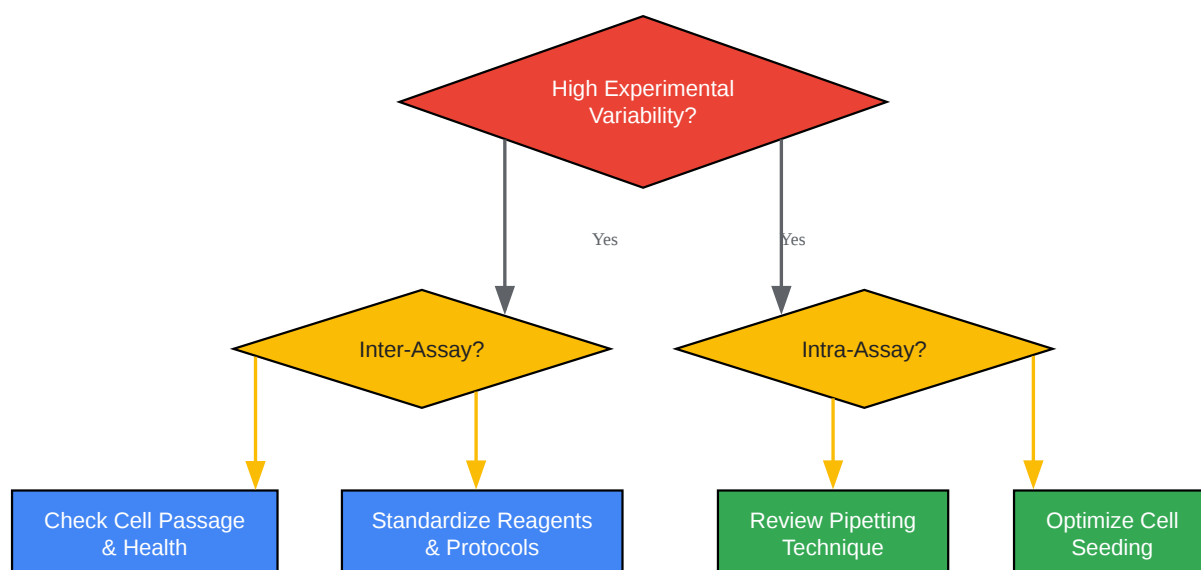 High Experimental
Variability?
Yes
Yes
Inter-Assay?
Intra-Assay?
Check Cell Passage
& Health
Standardize Reagents
& Protocols
Review Pipetting
Technique
Optimize Cell
Seeding